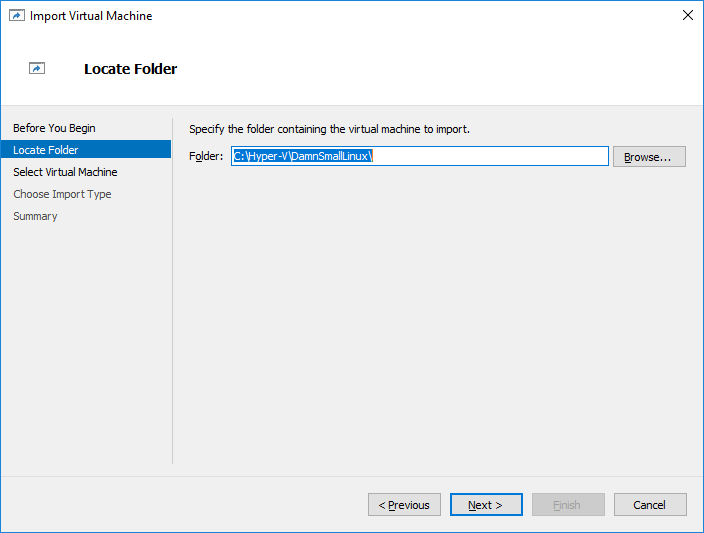 Import Virtual Machine
Locate Folder
Before You Begin
Locate Folder
Select Virtual Machine
Choose Import Type
Summary
Specify the folder containing the virtual machine to import.
Folder: C:\Hyper-V\DamnSmallLinux\ Browse...
< Previous Next > Finish Cancel